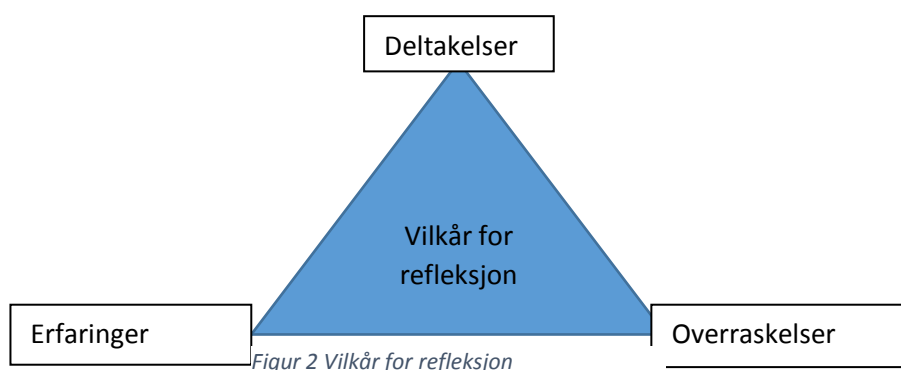 Deltakelser
Vilkår for
refleksjon
Erfaringer
Overraskelser
Figur 2 Vilkår for refleksjon